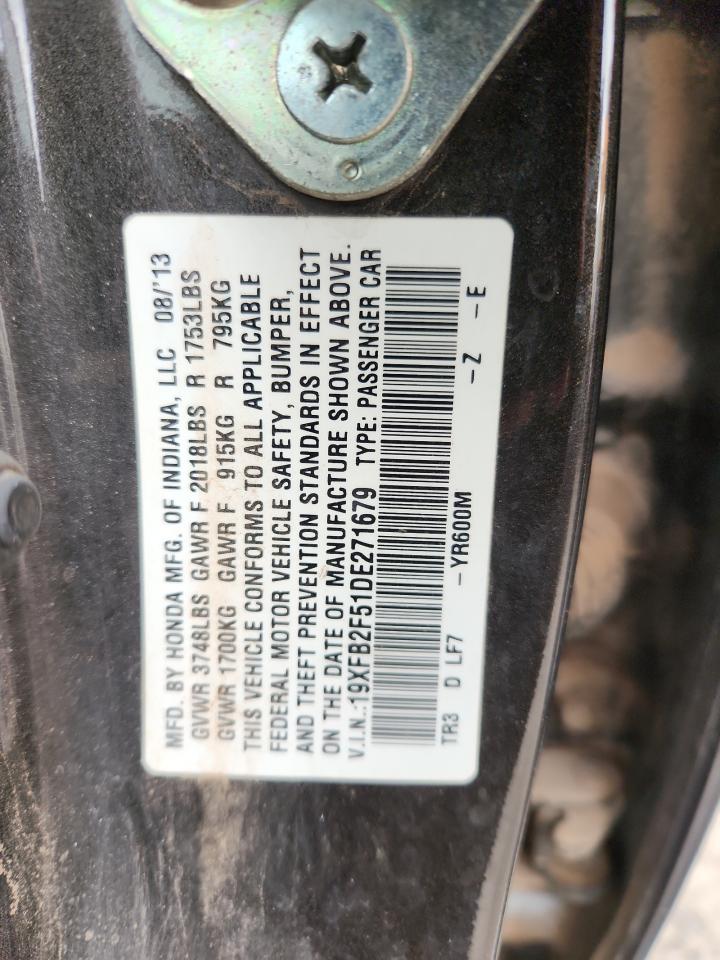 MFD. BY HONDA MFG. OF INDIANA, LLC 08/'13
GVWR 3748LBS GAWR F 2018LBS R 1753LBS
GVWR 1700KG GAWR F 915KG R 795KG
THIS VEHICLE CONFORMS TO ALL APPLICABLE
FEDERAL MOTOR VEHICLE SAFETY, BUMPER,
AND THEFT PREVENTION STANDARDS IN EFFECT
ON THE DATE OF MANUFACTURE SHOWN ABOVE.
V.I.N.:19XFB2F51DE271679 TYPE: PASSENGER CAR
TR3 D LF7 -YR600M -Z -E